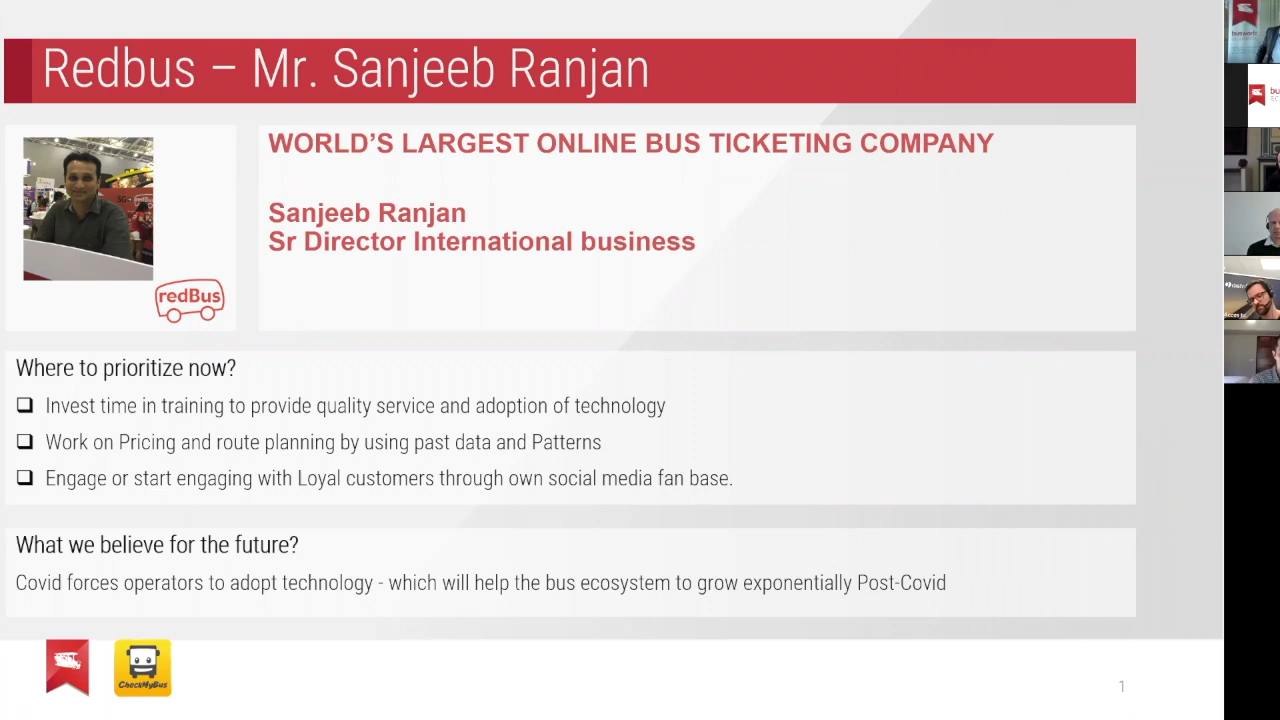 Redbus – Mr. Sanjeeb Ranjan
WORLD'S LARGEST ONLINE BUS TICKETING COMPANY
Sanjeeb Ranjan
Sr Director International business
redBus
Where to prioritize now?
Invest time in training to provide quality service and adoption of technology
Work on Pricing and route planning by using past data and Patterns
Engage or start engaging with Loyal customers through own social media fan base.
What we believe for the future?
Covid forces operators to adopt technology - which will help the bus ecosystem to grow exponentially Post-Covid
CheckMyBus
1